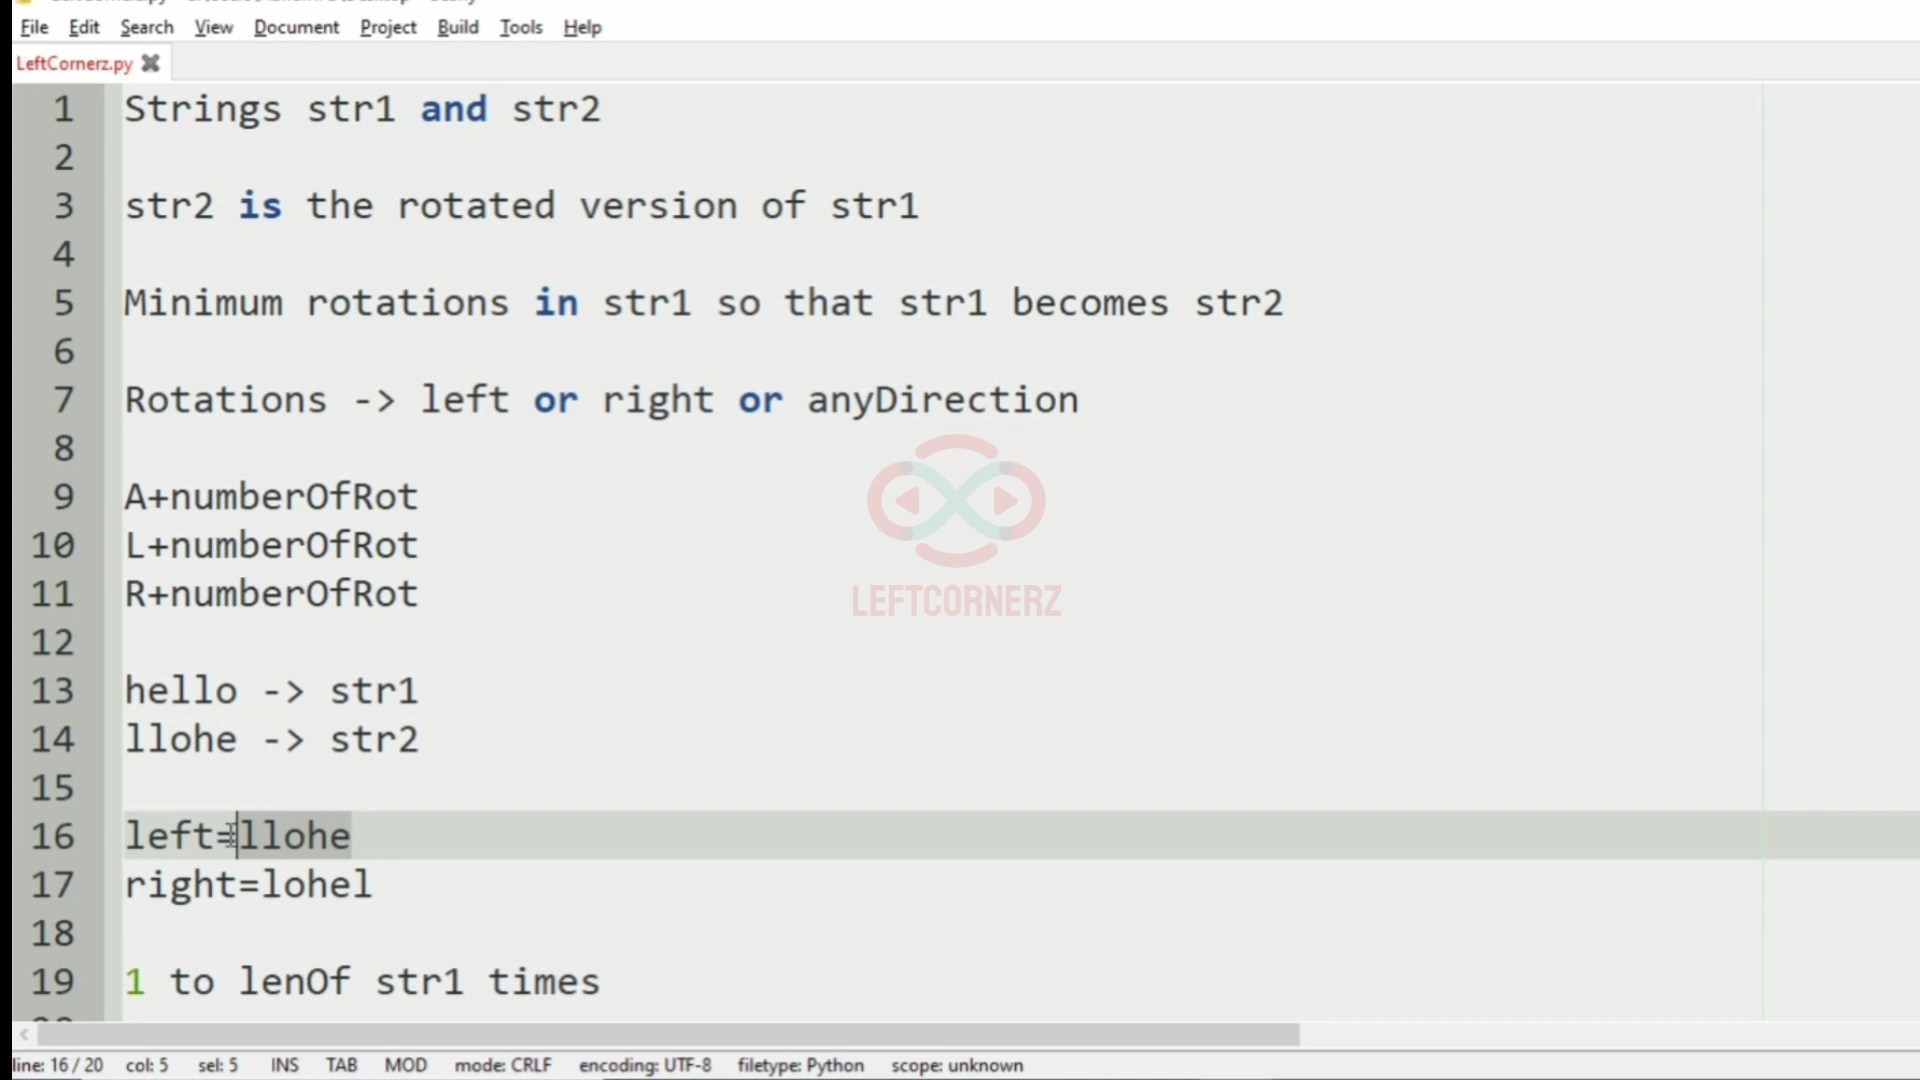 File Edit Search View Document Project Build Tools Help
LeftCornerz.py
1 Strings str1 and str2
2
3 str2 is the rotated version of str1
4
5 Minimum rotations in str1 so that str1 becomes str2
6
7 Rotations -> left or right or anyDirection
8
9 A+numberOfRot
10 L+numberOfRot
11 R+numberOfRot
12
LEFTCORNERZ
13 hello -> str1
14 llohe -> str2
15
16 left=llohe
17 right=lohel
18
19 1 to lenOf str1 times
line: 16 / 20 col: 5 sel: 5 INS TAB MOD mode: CRLF encoding: UTF-8 filetype: Python scope: unknown